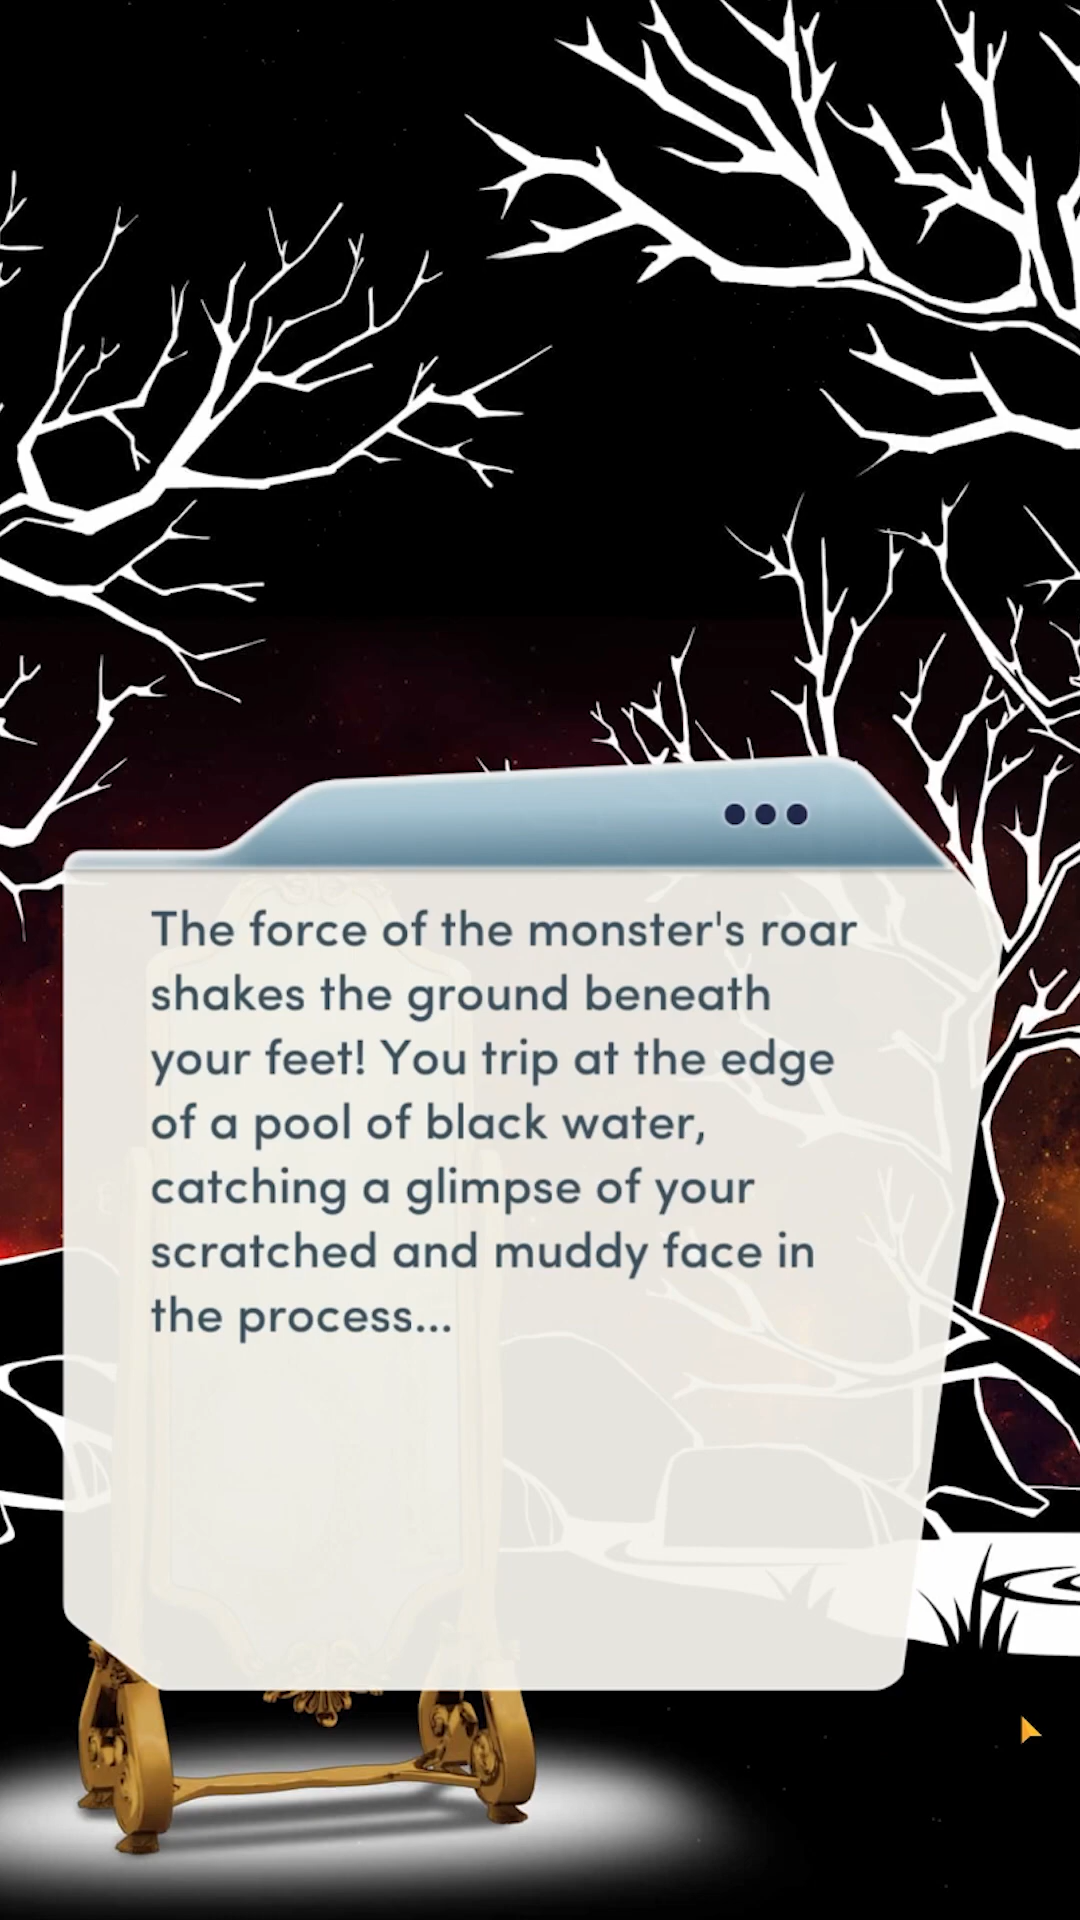 The force of the monster's roar
shakes the ground beneath
your feet! You trip at the edge
of a pool of black water,
catching a glimpse of your
scratched and muddy face in
the process...